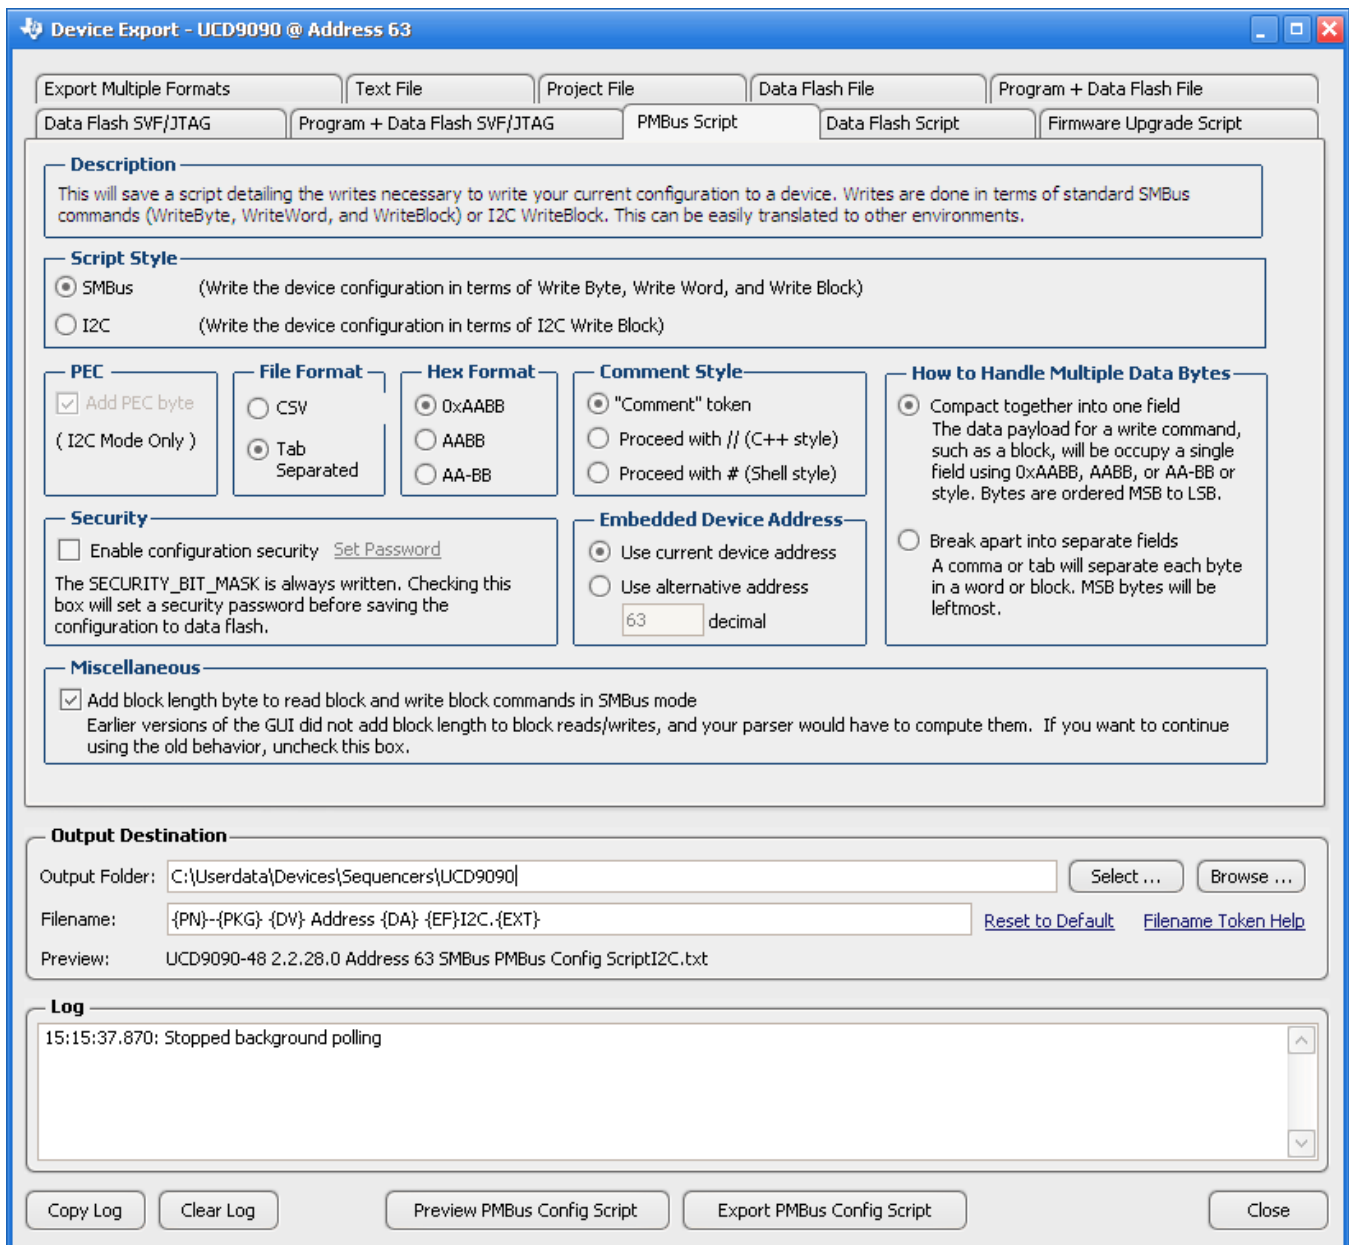 Device Export - UCD9090 @ Address 63
Export Multiple Formats
Text File
Project File
Data Flash File
Program + Data Flash File
Data Flash SVF/JTAG
Program + Data Flash SVF/JTAG
PMBus Script
Data Flash Script
Firmware Upgrade Script
Description
This will save a script detailing the writes necessary to write your current configuration to a device. Writes are done in terms of standard SMBus
commands (WriteByte, WriteWord, and WriteBlock) or I2C WriteBlock. This can be easily translated to other environments.
Script Style
SMBus (Write the device configuration in terms of Write Byte, Write Word, and Write Block)
I2C (Write the device configuration in terms of I2C Write Block)
PEC
Add PEC byte
( I2C Mode Only )
File Format
CSV
Tab
Separated
Hex Format
0xAABB
AABB
AA-BB
Comment Style
"Comment" token
Proceed with // (C++ style)
Proceed with # (Shell style)
How to Handle Multiple Data Bytes
Compact together into one field
The data payload for a write command,
such as a block, will be occupy a single
field using 0xAABB, AABB, or AA-BB or
style. Bytes are ordered MSB to LSB.
Break apart into separate fields
A comma or tab will separate each byte
in a word or block. MSB bytes will be
leftmost.
Security
Enable configuration security Set Password
The SECURITY_BIT_MASK is always written. Checking this
box will set a security password before saving the
configuration to data flash.
Embedded Device Address
Use current device address
Use alternative address
63 decimal
Miscellaneous
Add block length byte to read block and write block commands in SMBus mode
Earlier versions of the GUI did not add block length to block reads/writes, and your parser would have to compute them. If you want to continue
using the old behavior, uncheck this box.
Output Destination
Output Folder: C:\Userdata\Devices\Sequencers\UCD9090 Select ... Browse ...
Filename: {PN}-{PKG} {DV} Address {DA} {EF}I2C.{EXT} Reset to Default Filename Token Help
Preview: UCD9090-48 2.2.28.0 Address 63 SMBus PMBus Config ScriptI2C.txt
Log
15:15:37.870: Stopped background polling
Copy Log
Clear Log
Preview PMBus Config Script
Export PMBus Config Script
Close